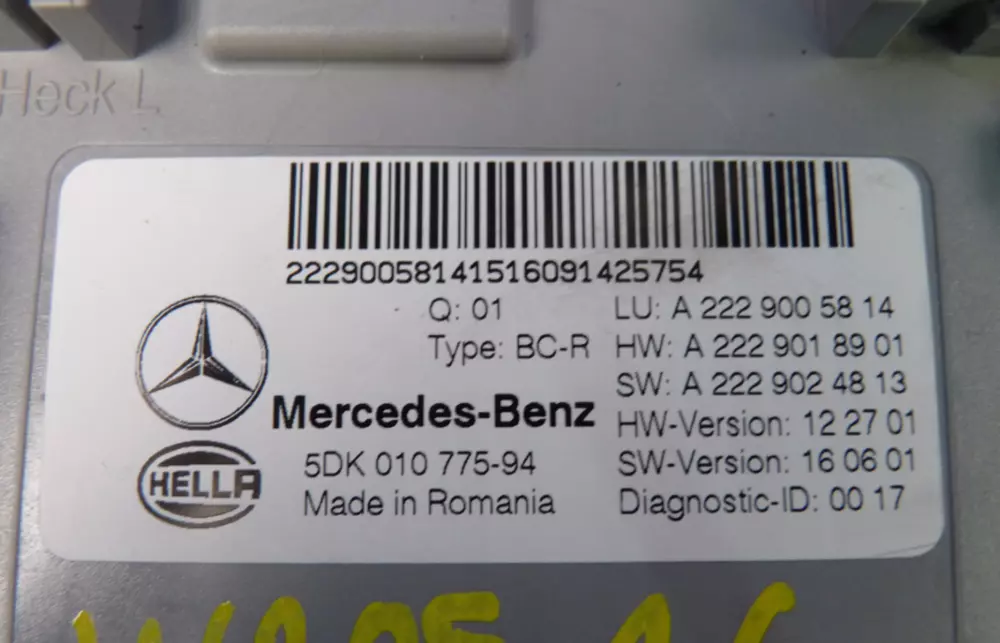 Heck L
22290058141516091425754
Q: 01
LU: A 222 900 58 14
Type: BC-R
HW: A 222 901 89 01
SW: A 222 902 48 13
Mercedes-Benz
HW-Version: 12 27 01
HELLA
5DK 010 775-94
SW-Version: 16 06 01
Made in Romania
Diagnostic-ID: 00 17